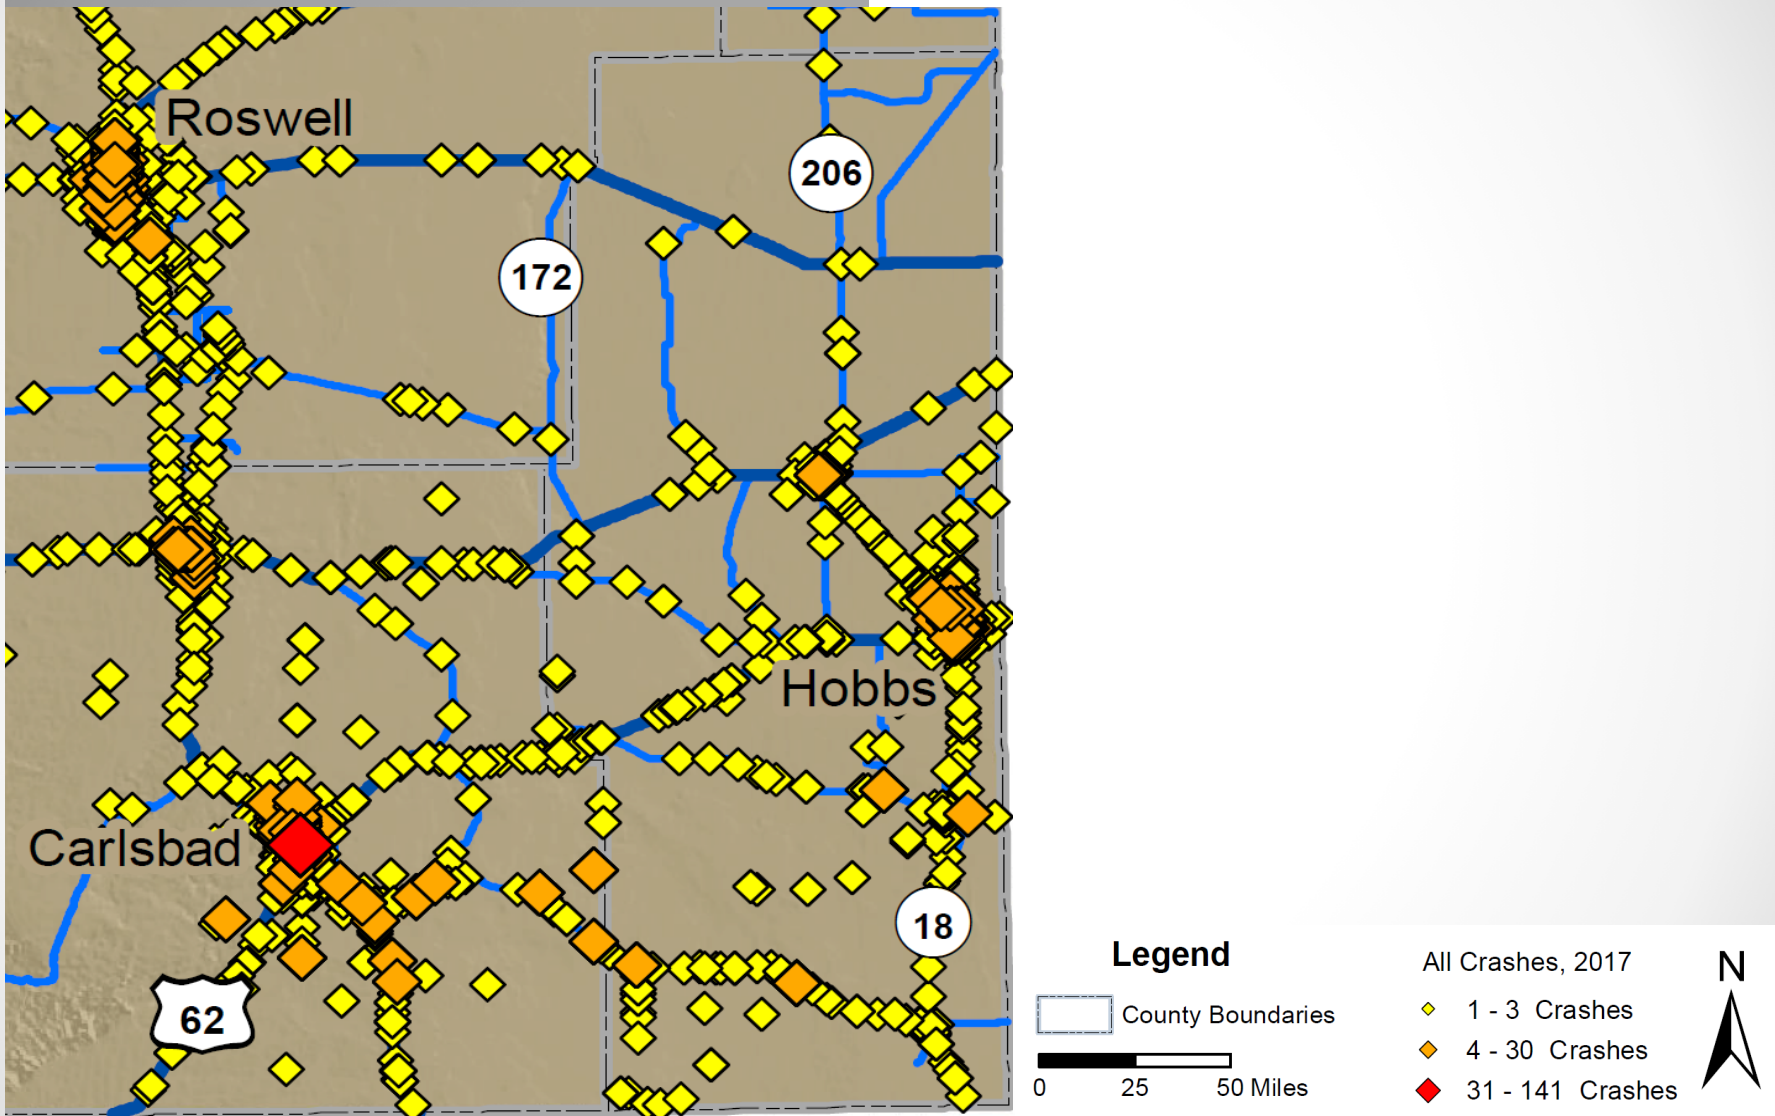 Roswell
206
172
Hobbs
Carlsbad
18
62
Legend
County Boundaries
0 25 50 Miles
All Crashes, 2017
1 - 3 Crashes
4 - 30 Crashes
31 - 141 Crashes
N